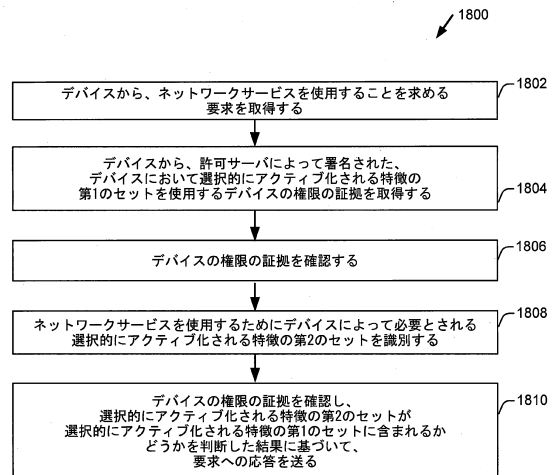 1800
デバイスから、ネットワークサービスを使用することを求める
要求を取得する
1802
デバイスから、許可サーバによって署名された、
デバイスにおいて選択的にアクティブ化される特徴の
第1のセットを使用するデバイスの権限の証拠を取得する
1804
デバイスの権限の証拠を確認する
1806
ネットワークサービスを使用するためにデバイスによって必要とされる
選択的にアクティブ化される特徴の第2のセットを識別する
1808
デバイスの権限の証拠を確認し、
選択的にアクティブ化される特徴の第2のセットが
選択的にアクティブ化される特徴の第1のセットに含まれるか
どうかを判断した結果に基づいて、
要求への応答を送る
1810